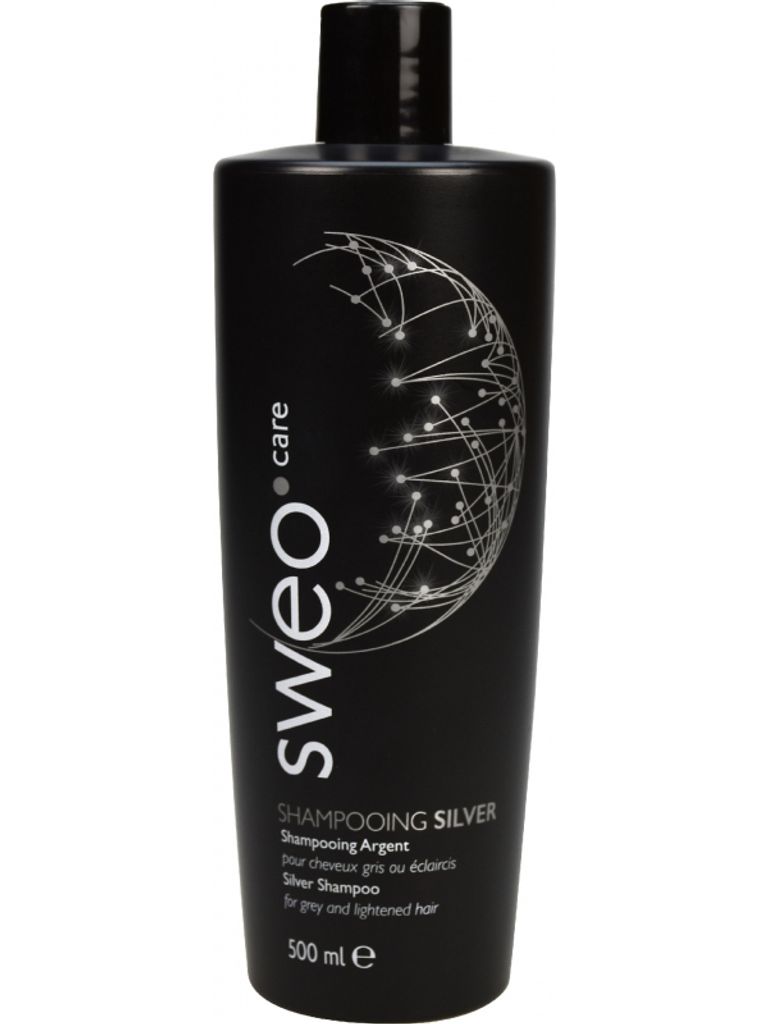 sweo care
SHAMPOOING SILVER
Shampooing Argent
pour cheveux gris ou éclaircis
Silver Shampoo
for grey and lightened hair
500 ml ℮